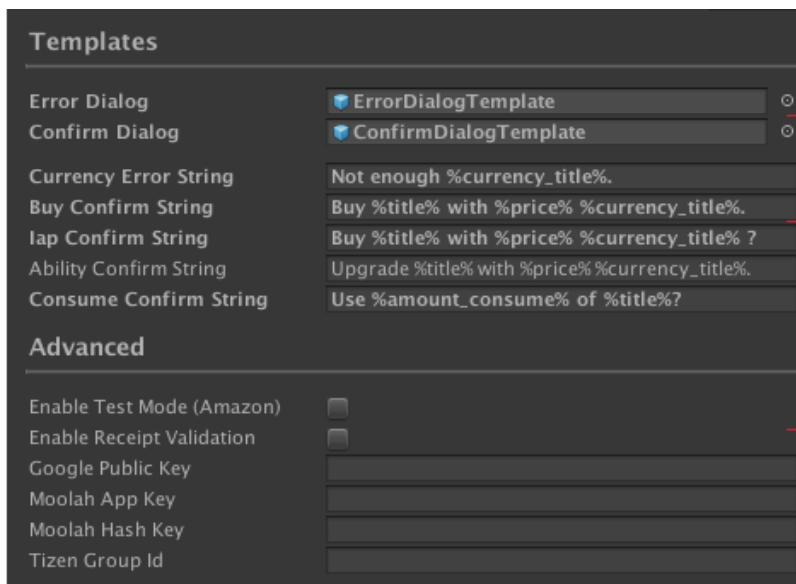 Templates
Error Dialog ErrorDialogTemplate
Confirm Dialog ConfirmDialogTemplate
Currency Error String Not enough %currency_title%.
Buy Confirm String Buy %title% with %price% %currency_title%.
Iap Confirm String Buy %title% with %price% %currency_title% ?
Ability Confirm String Upgrade %title% with %price% %currency_title%.
Consume Confirm String Use %amount_consume% of %title%?
Advanced
Enable Test Mode (Amazon)
Enable Receipt Validation
Google Public Key
Moolah App Key
Moolah Hash Key
Tizen Group Id